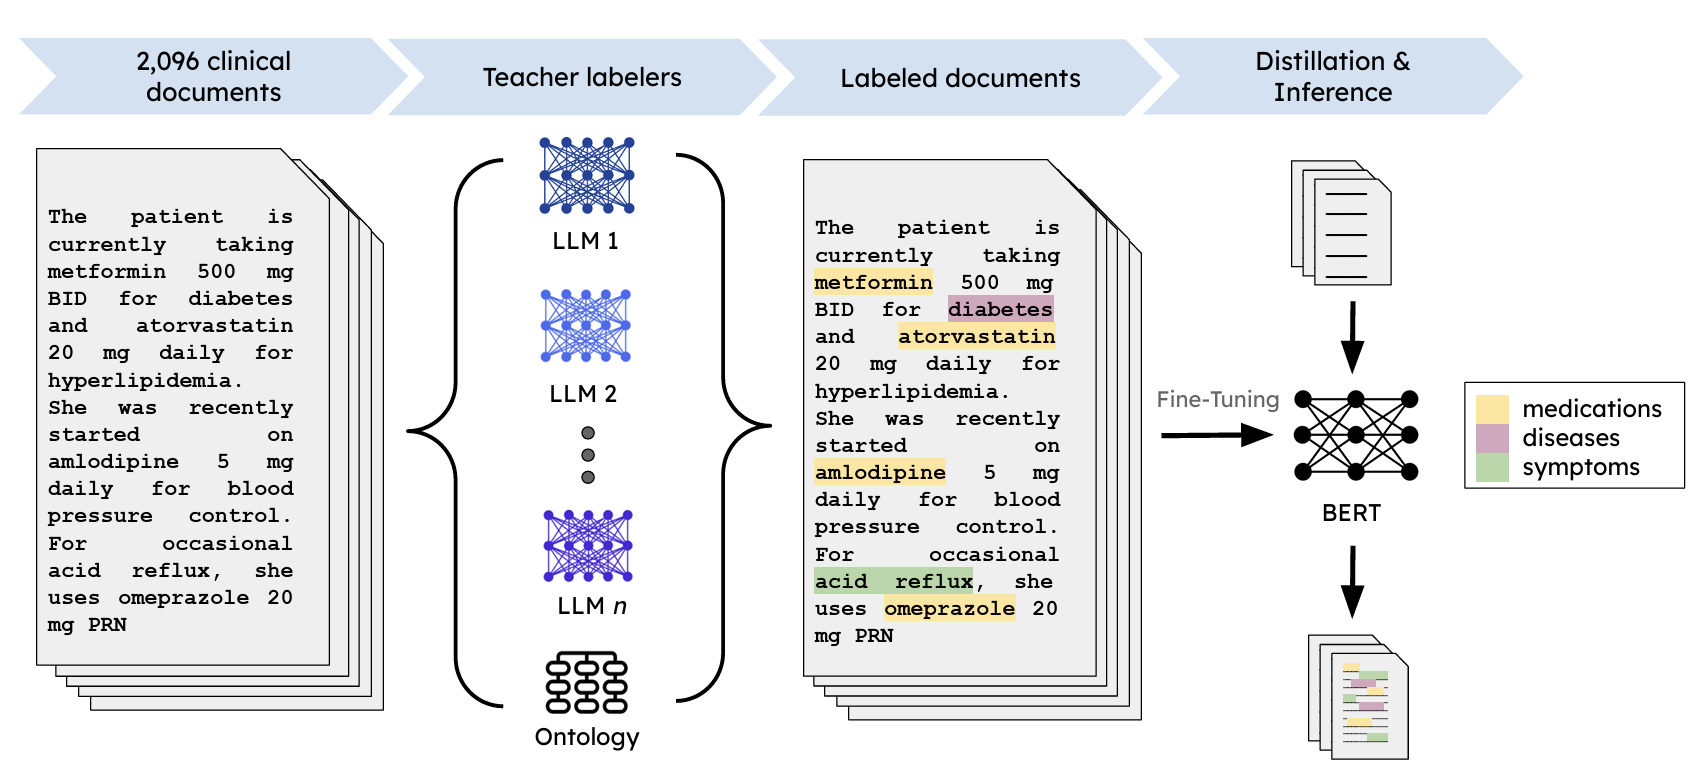 2,096 clinical
documents
Teacher labelers
Labeled documents
Distillation &
Inference
The patient is
currently taking
metformin 500 mg
BID for diabetes
and atorvastatin
20 mg daily for
hyperlipidemia.
She was recently
started on
amlodipine 5 mg
daily for blood
pressure control.
For occasional
acid reflux, she
uses omeprazole 20
mg PRN
LLM 1
LLM 2
LLM n
Ontology
The patient is
currently taking
metformin 500 mg
BID for diabetes
and atorvastatin
20 mg daily for
hyperlipidemia.
She was recently
started on
amlodipine 5 mg
daily for blood
pressure control.
For occasional
acid reflux, she
uses omeprazole 20
mg PRN
Fine-Tuning
BERT
medications
diseases
symptoms